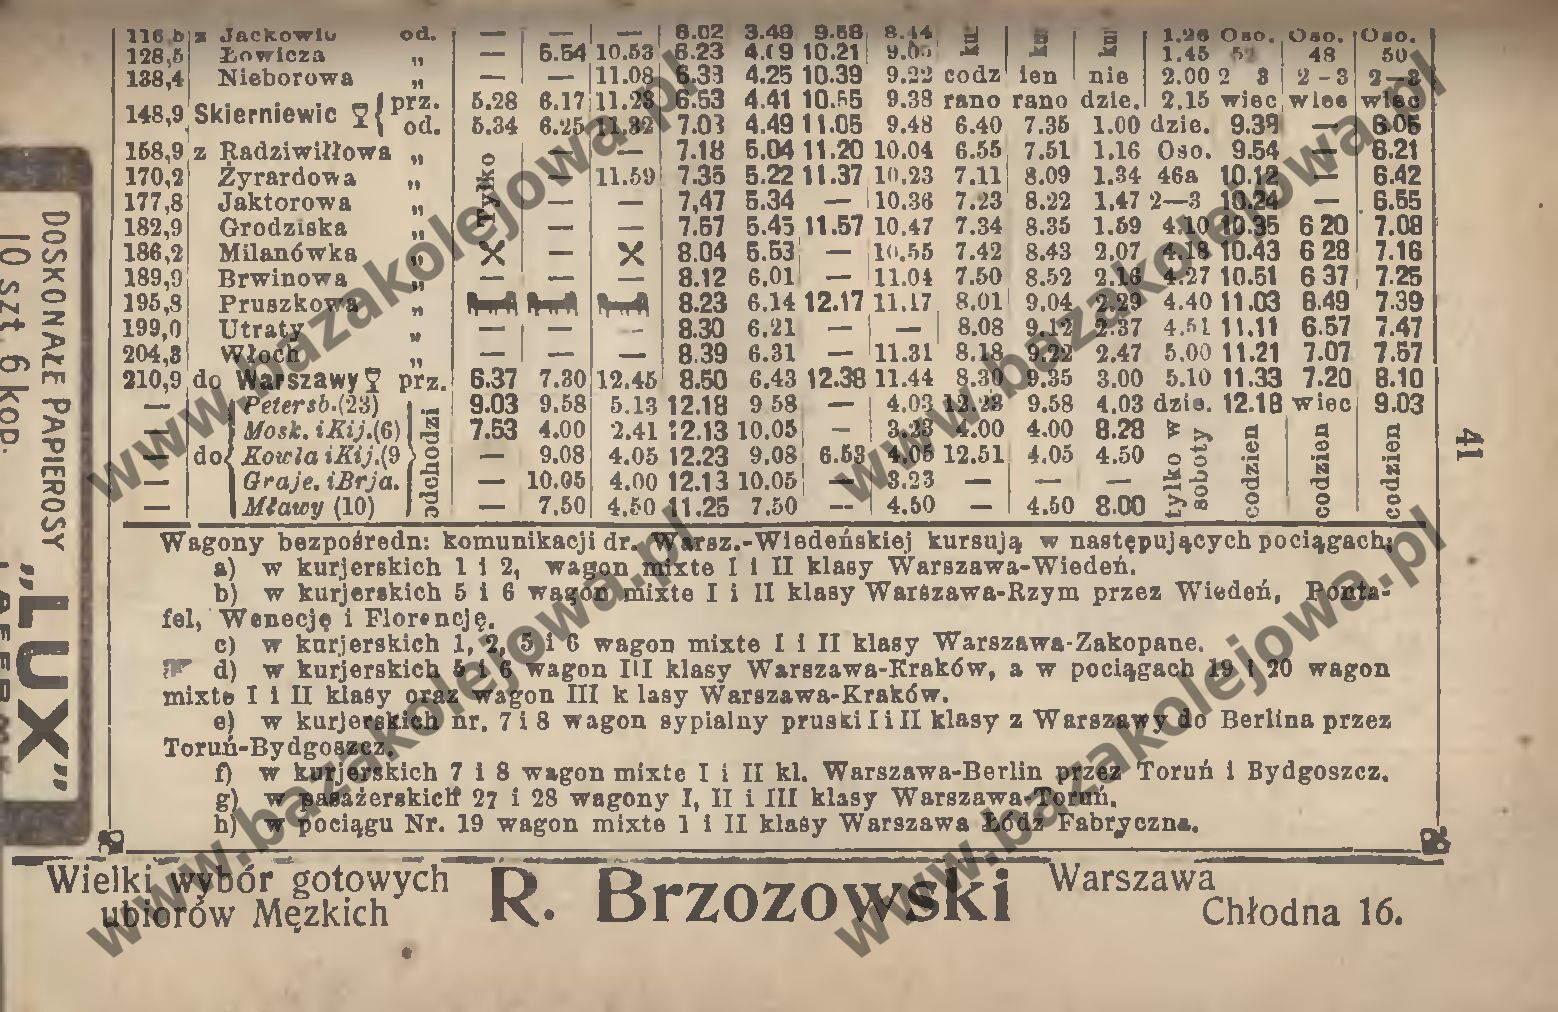 116,b z Jackowic od. — — — 8.02 3.49 9.58 8.44 1.26 Oso. Oso. Oso.
128,5 Łowicza „ — 5.54 10.53 6.23 10.21 1.45 52 48 50
138,4 Nieborowa „ — — 11.08 6.33 4.25 10.39 9.22 codz ien nie 2.00 2 3 2-3 2—3
148,9 Skierniewic prz. 5.28 6.17 11.23 6.53 4.41 10.55 9.38 rano rano dzie. 2.15 wiec wiec wiec
od. 5.34 6.25 11.32 7.03 4.49 11.05 9.48 6.40 7.35 1.00 dzie. 9.39 — 6.05
158,9 z Radziwiłłowa „ — — 7.18 5.04 11.20 10.04 6.55 7.51 1.16 Oso. 9.54 — 6.21
170,2 Żyrardowa „ Tylko — 11.59 7.35 5.22 11.37 10.23 7.11 8.09 1.34 46a 10.12 — 6.42
177,8 Jaktorowa „ — — 7,47 5.34 — 10.36 7.23 8.22 1.47 2—3 10.24 — 6.55
182,9 Grodziska „ — — 7.57 5.45 11.57 10.47 7.34 8.35 1.59 4.10 10.35 6 20 7.08
186,2 Milanówka „ X — X 8.04 5.53 — 10.55 7.42 8.43 2.07 4.18 10.43 6 28 7.16
189,9 Brwinowa „ — — 8.12 6.01 — 11.04 7.50 8.52 2.16 4.27 10.51 6 37 7.25
195,8 Pruszkowa „ 8.23 6.14 12.17 11.17 8.01 9.04 2.29 4.40 11.03 6.49 7.39
199,0 Utraty „ — — — 8.30 6.21 — — 8.08 9.12 2.37 4.51 11.11 6.57 7.47
204,3 Włoch „ — — — 8.39 6.31 — 11.31 8.18 9.22 2.47 5.00 11.21 7.07 7.57
210,9 do Warszawy prz. 6.37 7.30 12.45 8.50 6.43 12.38 11.44 8.30 9.35 3.00 5.10 11.33 7.20 8.10
— Petersb.(23) 9.03 9.58 5.13 12.18 9 58 — 4.03 12.23 9.58 4.03 dzie. 12.18 wiec 9.03
— Mosk. i Kij.(6) 7.53 4.00 2.41 12.13 10.05 — 3.23 4.00 4.00 8.28
— do Kowla i Kij.(9 odchodzi — 9.08 4.05 12.23 9.08 6.53 4.05 12.51 4.05 4.50 tylko w soboty codzien codzien codzien
— Graje. i Brja. — 10.05 4.00 12.13 10.05 — 3.23 — — —
— Mławy (10) — 7.50 4.50 11.25 7.50 — 4.50 — 4.50 8.00
Wagony bezpośredn: komunikacji dr. Warsz.-Wiedeńskiej kursują w następujących pociągach;
a) w kurjerskich 1 i 2, wagon mixte I i II klasy Warszawa-Wiedeń.
b) w kurjerskich 5 i 6 wagon mixte I i II klasy Warszawa-Rzym przez Wiedeń, Ponta-
fel, Wenecję i Florencję.
c) w kurjerskich 1, 2, 5 i 6 wagon mixte I i II klasy Warszawa-Zakopane.
d) w kurjerskich 5 i 6 wagon III klasy Warszawa-Kraków, a w pociągach 19 i 20 wagon
mixte I i II klasy oraz wagon III k lasy Warszawa-Kraków.
e) w kurjerskich nr. 7 i 8 wagon sypialny pruski I i II klasy z Warszawy do Berlina przez
Toruń-Bydgoszcz.
f) w kurjerskich 7 i 8 wagon mixte I i II kl. Warszawa-Berlin przez Toruń i Bydgoszcz.
g) w pasażerskich 27 i 28 wagony I, II i III klasy Warszawa-Toruń.
h) w pociągu Nr. 19 wagon mixte 1 i II klasy Warszawa Łódź Fabryczna.
Wielki wybór gotowych
ubiorów Męzkich
R. Brzozowski
Warszawa
Chłodna 16.
41
DOSKONAŁE PAPIEROSY
„LUX"
10 szt. 6 kop.
www.bazakolejowa.pl
www.bazakolejowa.pl
www.bazakolejowa.pl
www.bazakolejowa.pl